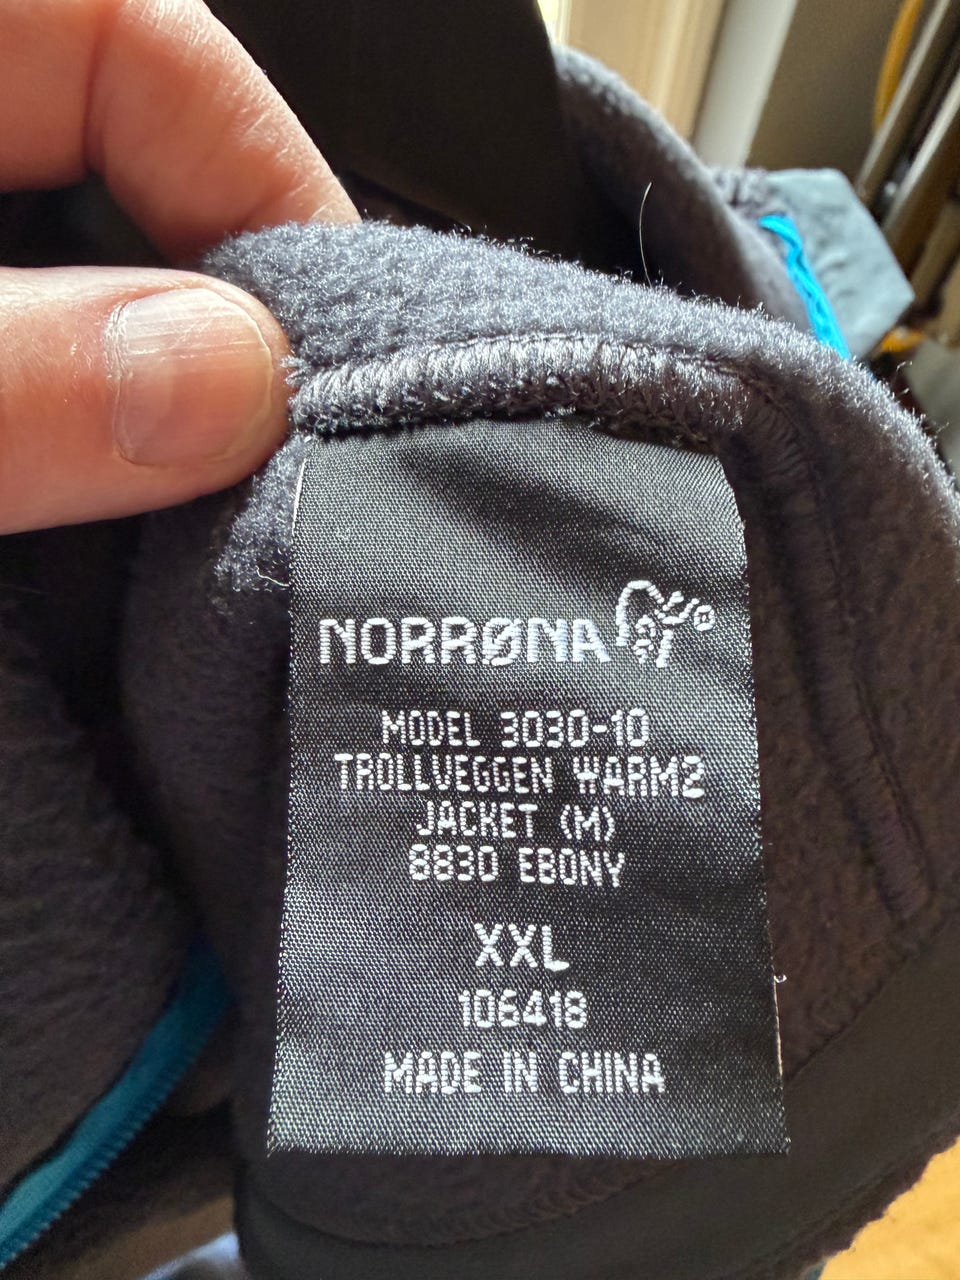 NORRØNA
MODEL 3030-10
TROLLVEGGEN WARM2
JACKET (M)
8830 EBONY
XXL
106418
MADE IN CHINA